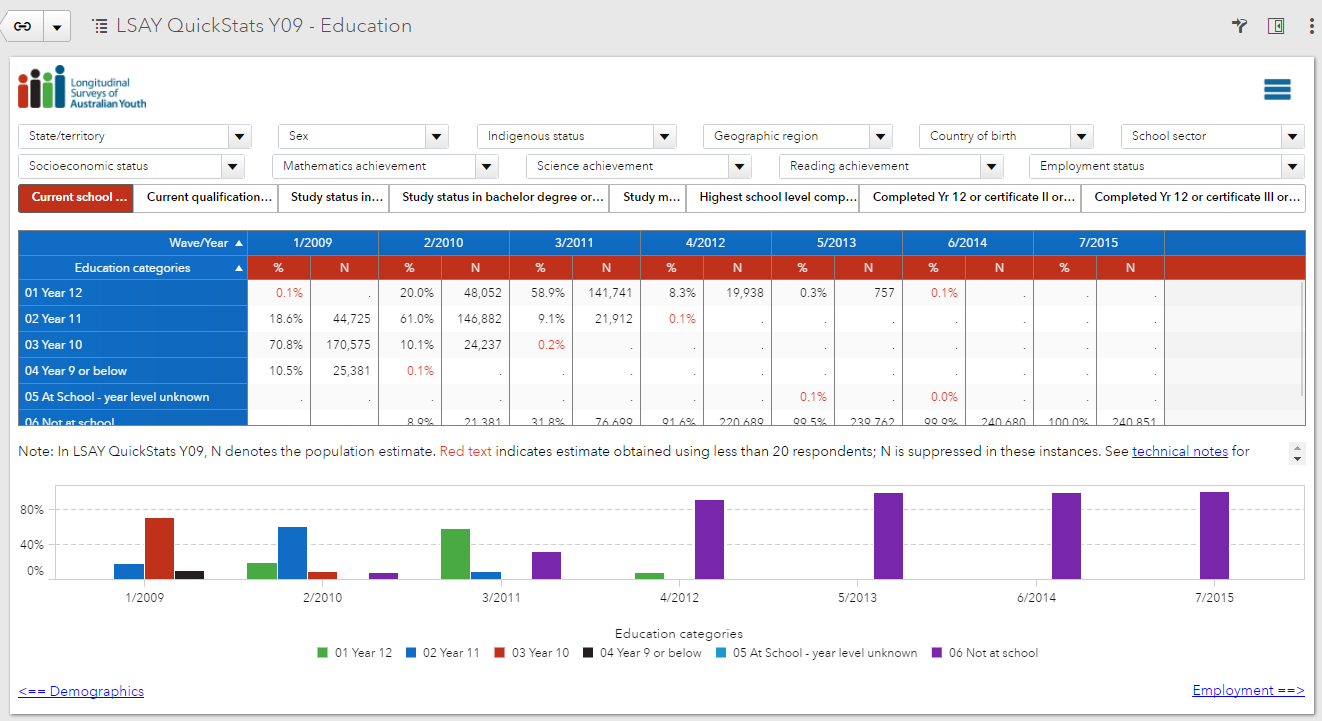 LSAY QuickStats Y09 - Education
Longitudinal
Surveys of
Australian Youth
State/territory Sex Indigenous status Geographic region Country of birth School sector
Socioeconomic status Mathematics achievement Science achievement Reading achievement Employment status
Current school ... Current qualification... Study status in... Study status in bachelor degree or... Study m... Highest school level comp... Completed Yr 12 or certificate II or... Completed Yr 12 or certificate III or...
Wave/Year 1/2009 2/2010 3/2011 4/2012 5/2013 6/2014 7/2015
Education categories % N % N % N % N % N % N % N
01 Year 12 0.1% . 20.0% 48,052 58.9% 141,741 8.3% 19,938 0.3% 757 0.1% . . .
02 Year 11 18.6% 44,725 61.0% 146,882 9.1% 21,912 0.1% . . . . . . .
03 Year 10 70.8% 170,575 10.1% 24,237 0.2% . . . . . . . . .
04 Year 9 or below 10.5% 25,381 0.1% . . . . . . . . . . .
05 At School - year level unknown . . . . . . . . 0.1% . 0.0% . . .
06 Not at school 8.9% 21,381 31.8% 76,699 91.6% 220,689 99.5% 239,762 99.9% 240,680 100.0% 240,851
Note: In LSAY QuickStats Y09, N denotes the population estimate. Red text indicates estimate obtained using less than 20 respondents; N is suppressed in these instances. See technical notes for
80%
40%
0%
1/2009 2/2010 3/2011 4/2012 5/2013 6/2014 7/2015
Education categories
01 Year 12 02 Year 11 03 Year 10 04 Year 9 or below 05 At School - year level unknown 06 Not at school
<== Demographics Employment ==>